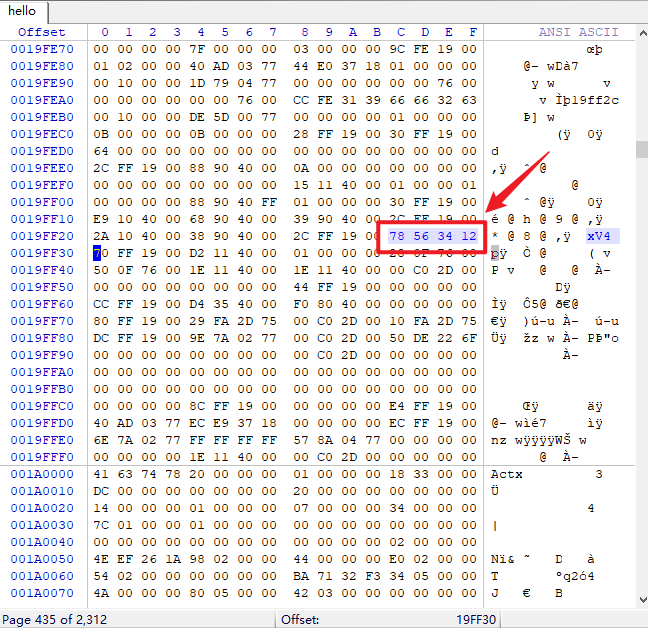 hello
Offset 0 1 2 3 4 5 6 7 8 9 A B C D E F ANSI ASCII
0019FE70 00 00 00 00 7F 00 00 00 03 00 00 00 9C FE 19 00 œþ
0019FE80 01 02 00 00 40 AD 03 77 44 E0 37 18 01 00 00 00 @- wDà7
0019FE90 00 10 00 00 1D 79 04 77 00 00 00 00 00 00 76 00 y w v
0019FEA0 00 00 00 00 00 00 76 00 CC FE 31 39 66 66 32 63 v Ìþ19ff2c
0019FEB0 00 10 00 00 DE 5D 00 77 00 00 00 00 01 00 00 00 Þ] w
0019FEC0 0B 00 00 00 0B 00 00 00 28 FF 19 00 30 FF 19 00 (ÿ 0ÿ
0019FED0 64 00 00 00 00 00 00 00 00 00 00 00 00 00 00 00 d
0019FEE0 2C FF 19 00 88 90 40 00 0A 00 00 00 00 00 00 00 ,ÿ ˆ @
0019FEF0 00 00 00 00 00 00 00 00 15 11 40 00 01 00 00 01 @
0019FF00 00 00 00 00 88 90 40 FF 01 00 00 00 30 FF 19 00 ˆ @ÿ 0ÿ
0019FF10 E9 10 40 00 68 90 40 00 39 90 40 00 2C FF 19 00 é @ h @ 9 @ ,ÿ
0019FF20 2A 10 40 00 38 90 40 00 2C FF 19 00 78 56 34 12 * @ 8 @ ,ÿ xV4
0019FF30 70 FF 19 00 D2 11 40 00 01 00 00 00 28 0F 76 00 pÿ Ò @ ( v
0019FF40 50 0F 76 00 1E 11 40 00 1E 11 40 00 00 C0 2D 00 P v @ @ À-
0019FF50 00 00 00 00 00 00 00 00 44 FF 19 00 00 00 00 00 Dÿ
0019FF60 CC FF 19 00 D4 35 40 00 F0 80 40 00 00 00 00 00 Ìÿ Ô5@ ð€@
0019FF70 80 FF 19 00 29 FA 2D 75 00 C0 2D 00 10 FA 2D 75 €ÿ )ú-u À- ú-u
0019FF80 DC FF 19 00 9E 7A 02 77 00 C0 2D 00 50 DE 22 6F Üÿ žz w À- PÞ"o
0019FF90 00 00 00 00 00 00 00 00 00 C0 2D 00 00 00 00 00 À-
0019FFA0 00 00 00 00 00 00 00 00 00 00 00 00 00 00 00 00
0019FFB0 00 00 00 00 00 00 00 00 00 00 00 00 00 00 00 00
0019FFC0 00 00 00 00 8C FF 19 00 00 00 00 00 E4 FF 19 00 Œÿ äÿ
0019FFD0 40 AD 03 77 EC E9 37 18 00 00 00 00 EC FF 19 00 @- wìé7 ìÿ
0019FFE0 6E 7A 02 77 FF FF FF FF 57 8A 04 77 00 00 00 00 nz wÿÿÿÿWŠ w
0019FFF0 00 00 00 00 1E 11 40 00 00 C0 2D 00 00 00 00 00 @ À-
001A0000 41 63 74 78 20 00 00 00 01 00 00 00 18 33 00 00 Actx 3
001A0010 DC 00 00 00 00 00 00 00 20 00 00 00 00 00 00 00 Ü
001A0020 14 00 00 00 01 00 00 00 07 00 00 00 34 00 00 00 4
001A0030 7C 01 00 00 01 00 00 00 00 00 00 00 00 00 00 00 |
001A0040 00 00 00 00 00 00 00 00 00 00 00 00 02 00 00 00
001A0050 4E EF 26 1A 98 02 00 00 44 00 00 00 E0 02 00 00 Nï& ˜ D à
001A0060 54 02 00 00 00 00 00 00 BA 71 32 F3 34 05 00 00 T ºq2ó4
001A0070 4A 00 00 00 80 05 00 00 42 03 00 00 00 00 00 00 J € B
Page 435 of 2,312 Offset: 19FF30